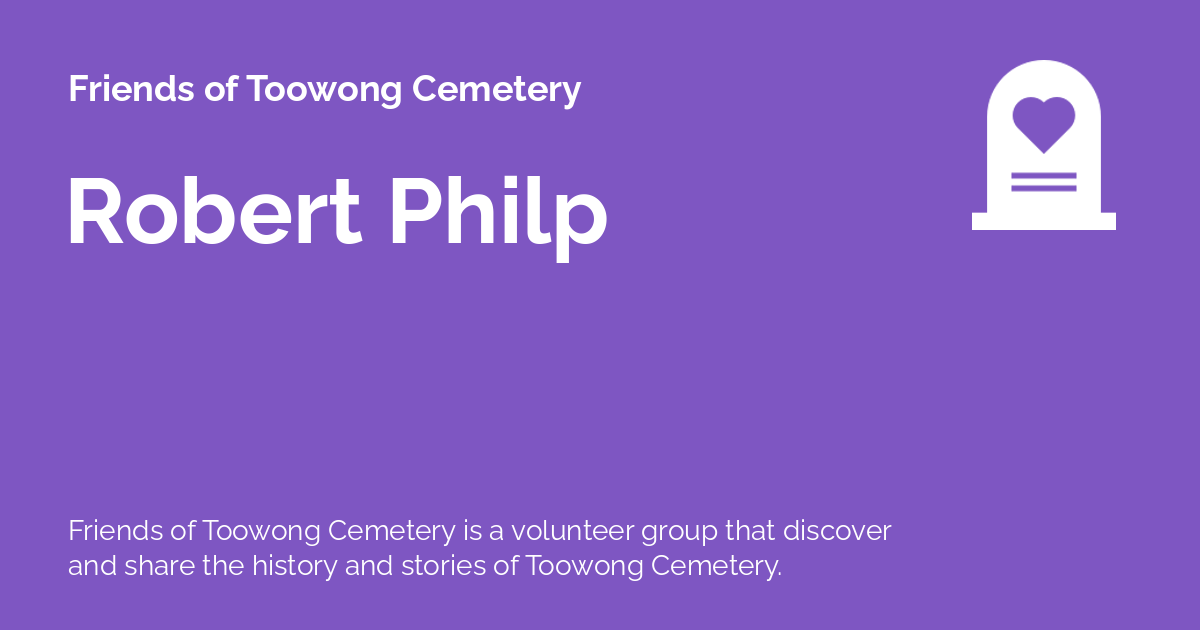 Friends of Toowong Cemetery
Robert Philp
Friends of Toowong Cemetery is a volunteer group that discover
and share the history and stories of Toowong Cemetery.